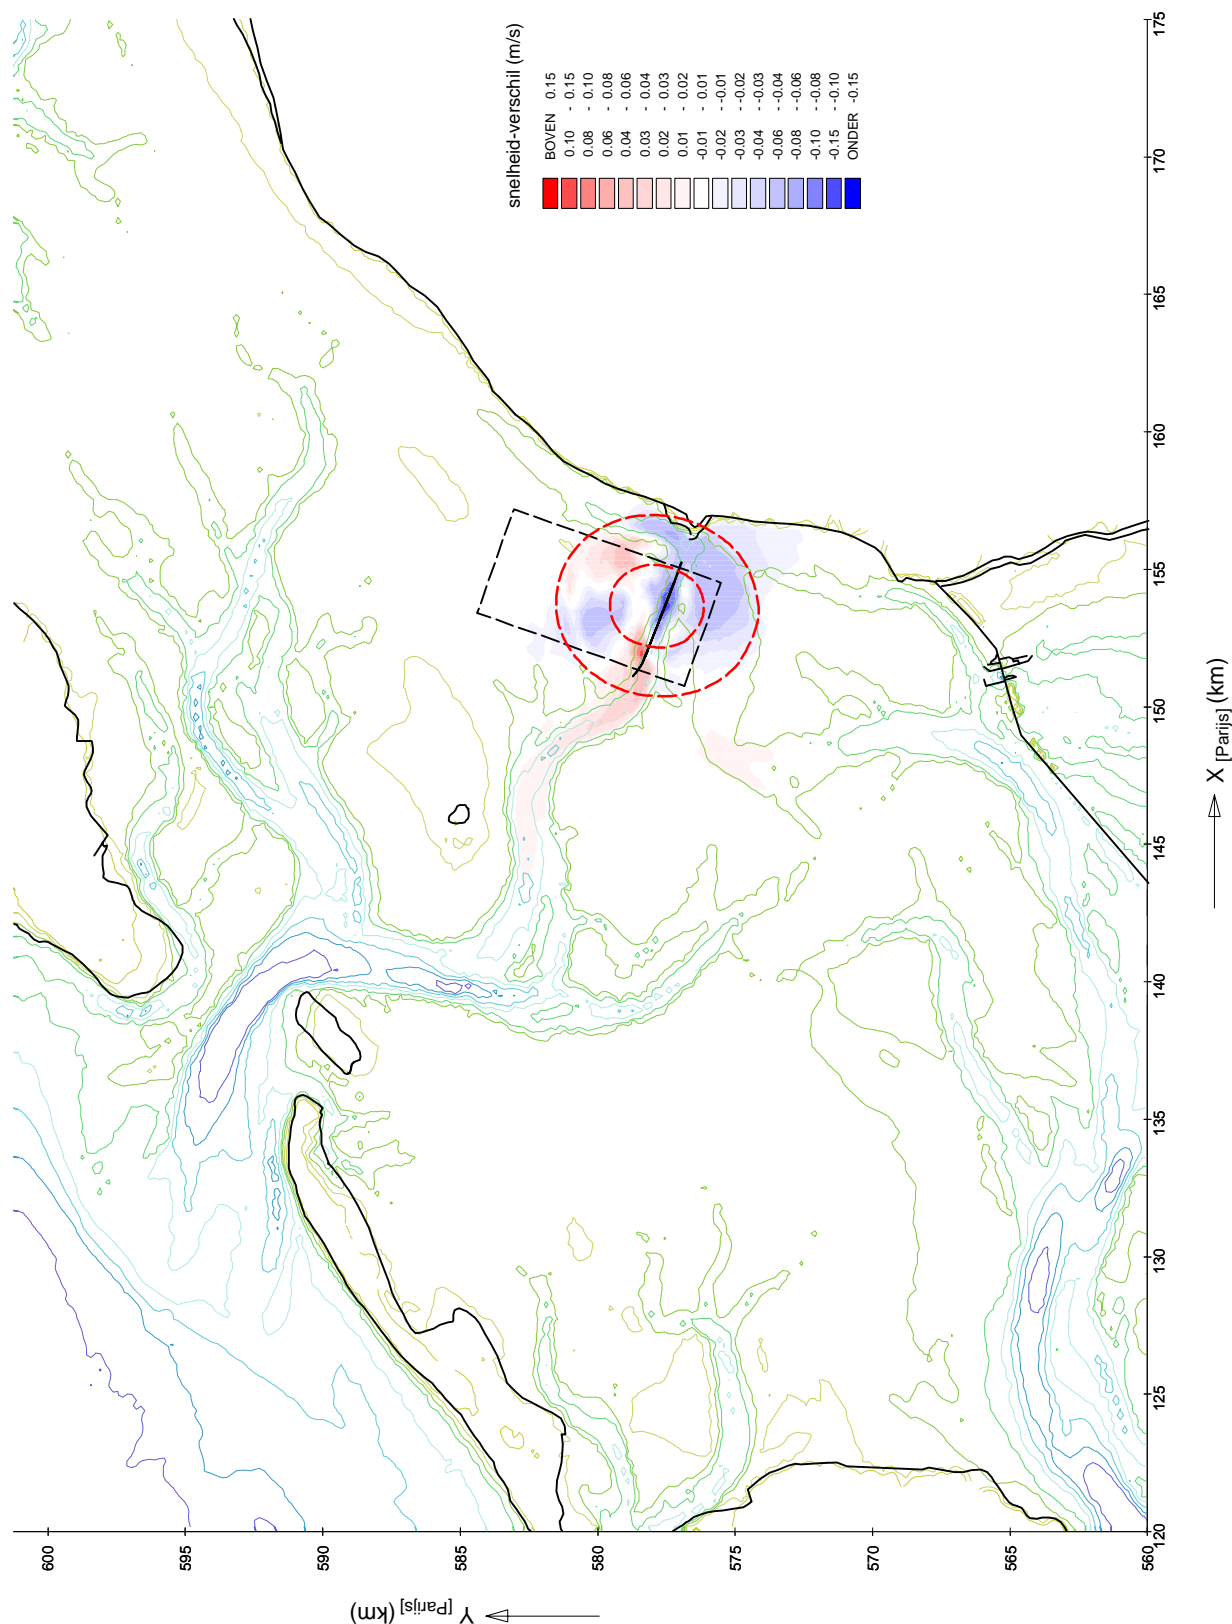 snelheid-verschil (m/s)
BOVEN 0.15
0.10 - 0.15
0.08 - 0.10
0.06 - 0.08
0.04 - 0.06
0.03 - 0.04
0.02 - 0.03
0.01 - 0.02
-0.01 - 0.01
-0.02 - -0.01
-0.03 - -0.02
-0.04 - -0.03
-0.06 - -0.04
-0.08 - -0.06
-0.10 - -0.08
-0.15 - -0.10
ONDER -0.15
600
595
590
585
580
575
570
565
560
Y [Parijs] (km)
120
125
130
135
140
145
150
155
160
165
170
175
X [Parijs] (km)